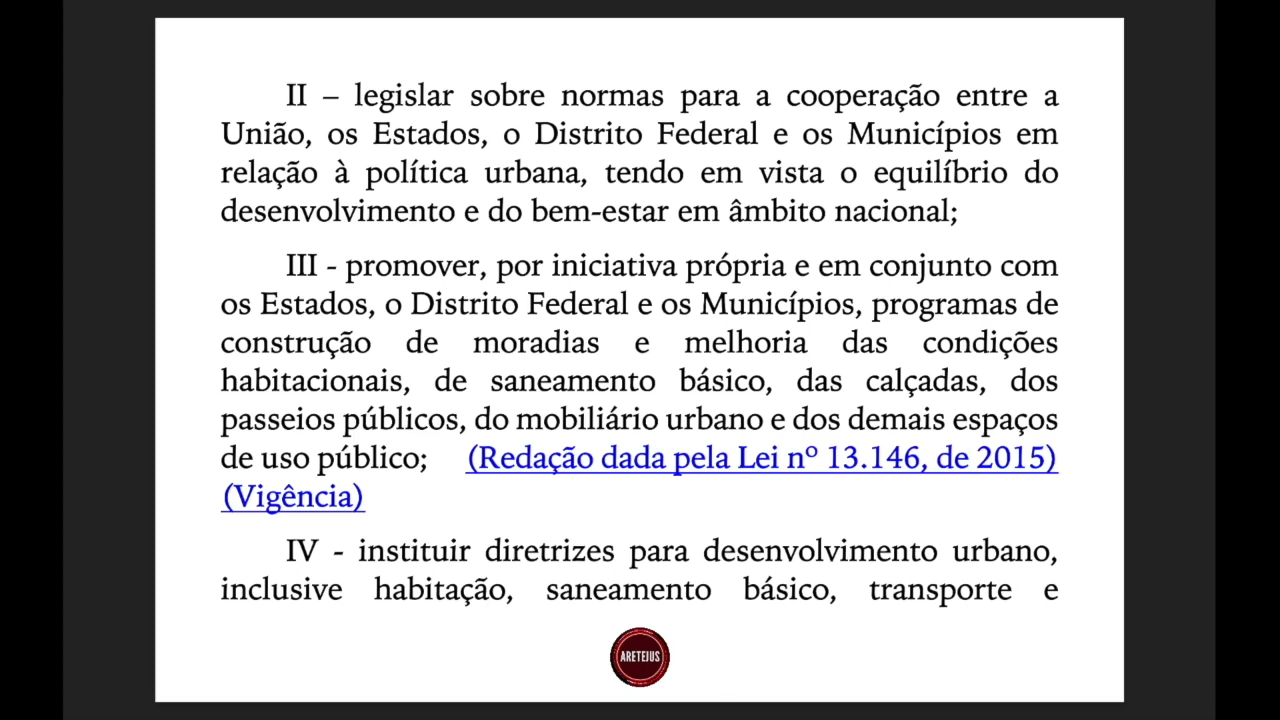 II – legislar sobre normas para a cooperação entre a
União, os Estados, o Distrito Federal e os Municípios em
relação à política urbana, tendo em vista o equilíbrio do
desenvolvimento e do bem-estar em âmbito nacional;
III - promover, por iniciativa própria e em conjunto com
os Estados, o Distrito Federal e os Municípios, programas de
construção de moradias e melhoria das condições
habitacionais, de saneamento básico, das calçadas, dos
passeios públicos, do mobiliário urbano e dos demais espaços
de uso público; (Redação dada pela Lei nº 13.146, de 2015)
(Vigência)
IV - instituir diretrizes para desenvolvimento urbano,
inclusive habitação, saneamento básico, transporte e
ARETEJUS